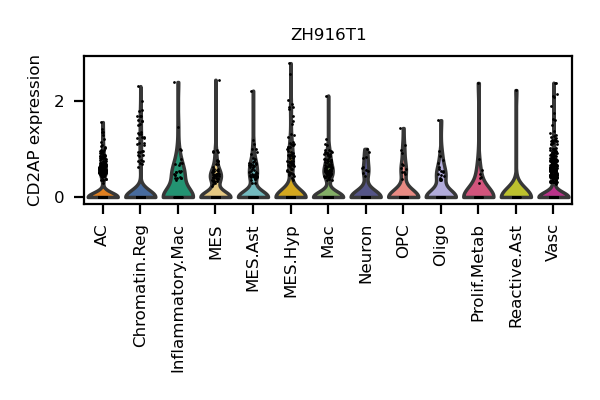 ZH916T1
CD2AP expression
2
0
AC
Chromatin.Reg
Inflammatory.Mac
MES
MES.Ast
MES.Hyp
Mac
Neuron
OPC
Oligo
Prolif.Metab
Reactive.Ast
Vasc